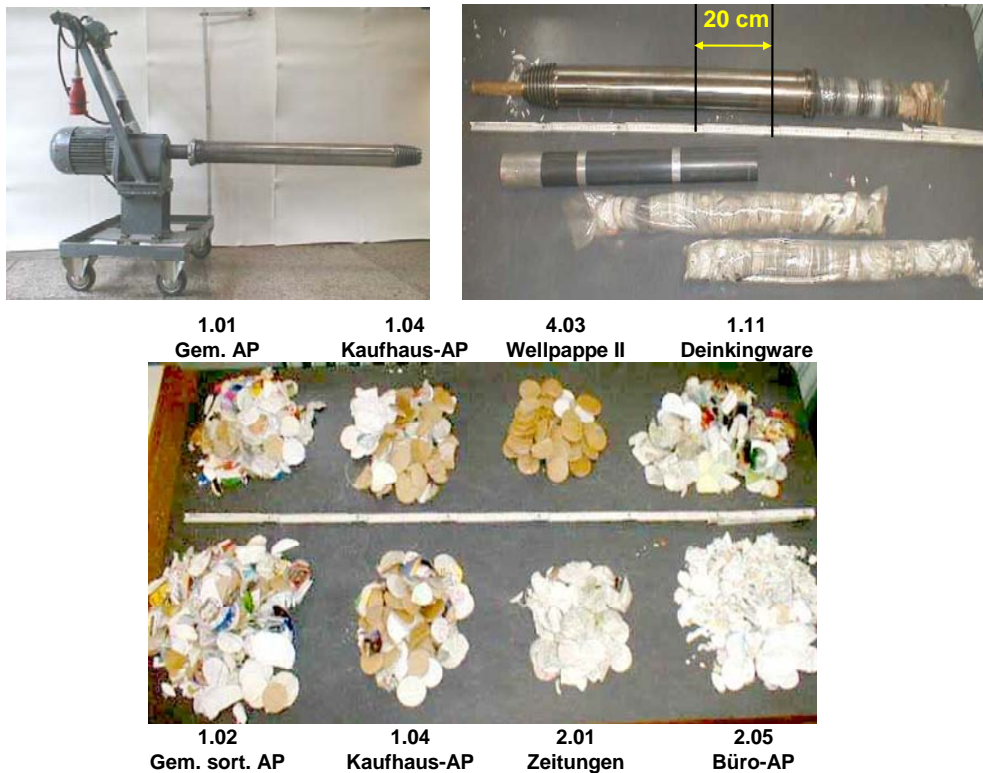 20 cm
1.01 1.04 4.03 1.11
Gem. AP Kaufhaus-AP Wellpappe II Deinkingware
1.02 1.04 2.01 2.05
Gem. sort. AP Kaufhaus-AP Zeitungen Büro-AP